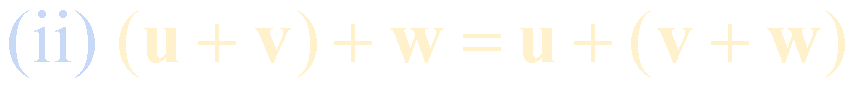 (ii) (u + v) + w = u + (v + w)